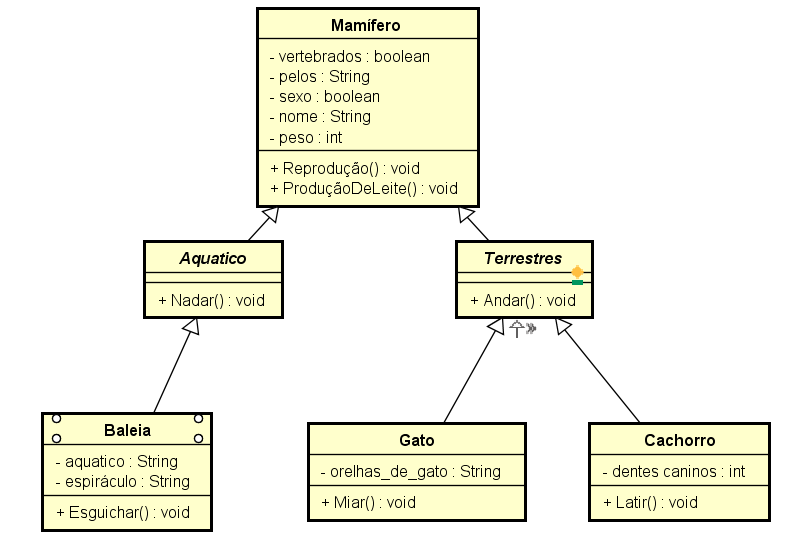 Mamífero
- vertebrados : boolean
- pelos : String
- sexo : boolean
- nome : String
- peso : int
+ Reprodução() : void
+ ProduçãoDeLeite() : void
Aquatico
+ Nadar() : void
Terrestres
+ Andar() : void
Baleia
- aquatico : String
- espiráculo : String
+ Esguichar() : void
Gato
- orelhas_de_gato : String
+ Miar() : void
Cachorro
- dentes caninos : int
+ Latir() : void